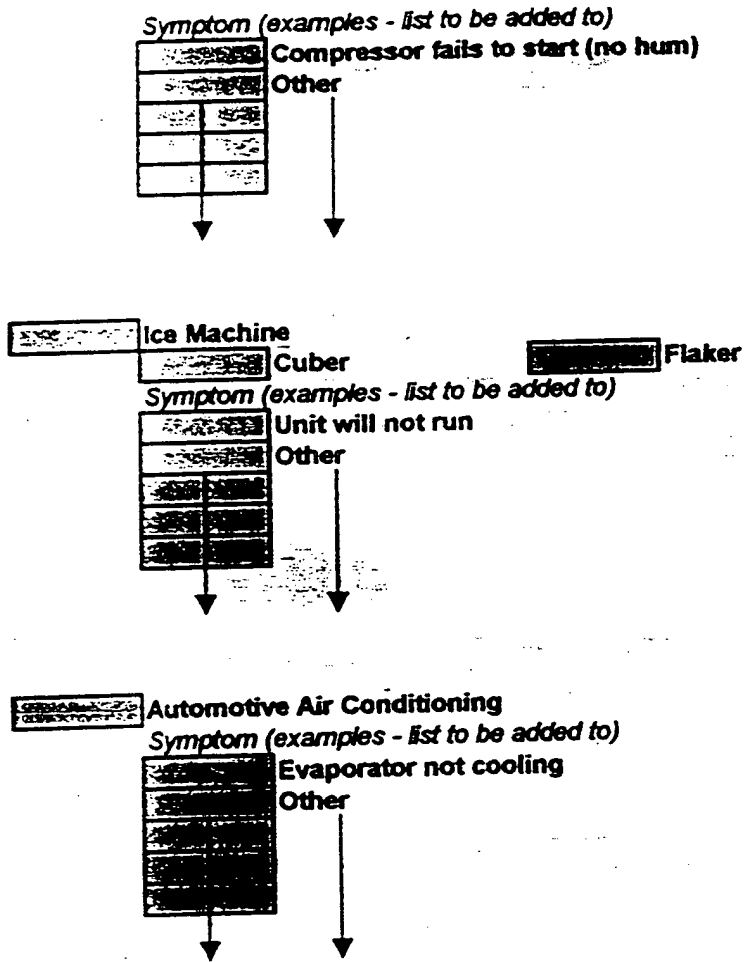 Symptom (examples - list to be added to)
Compressor fails to start (no hum)
Other
Ice Machine
Cuber Flaker
Symptom (examples - list to be added to)
Unit will not run
Other
Automotive Air Conditioning
Symptom (examples - list to be added to)
Evaporator not cooling
Other